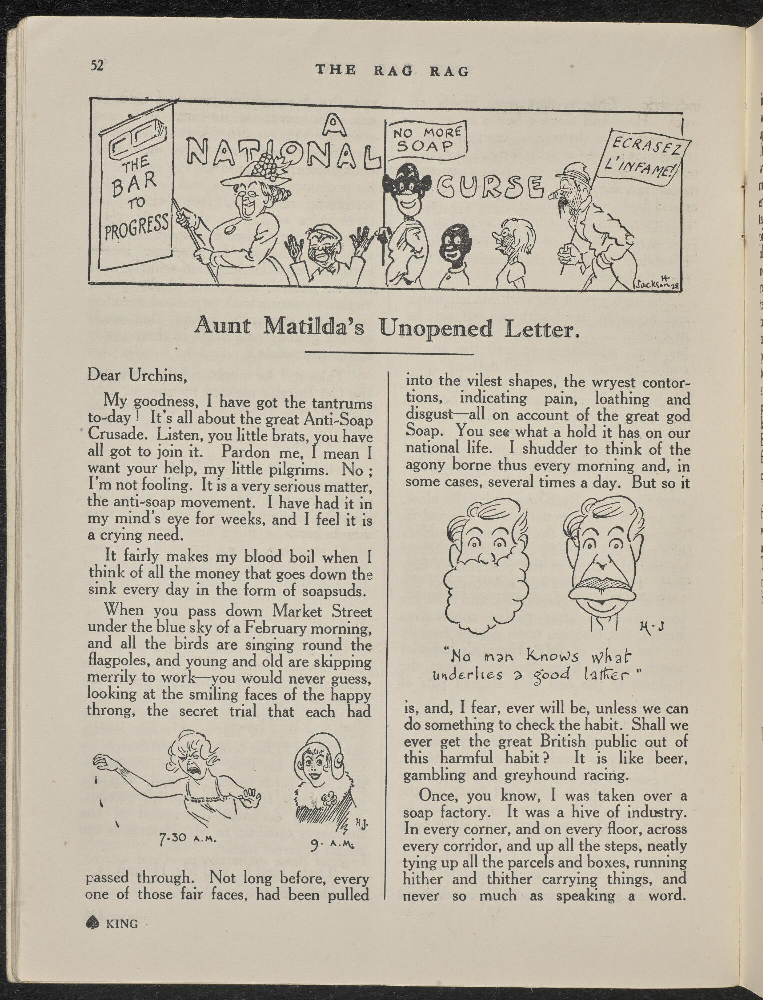 52
THE RAG RAG
THE
BAR
TO
PROGRESS
A
NATIONAL
CURSE
NO MORE
SOAP
ECRASEZ
L'INFAME!
H
Jackson 28
Aunt Matilda's Unopened Letter.
Dear Urchins,
My goodness, I have got the tantrums
to-day ! It's all about the great Anti-Soap
Crusade. Listen, you little brats, you have
all got to join it. Pardon me, I mean I
want your help, my little pilgrims. No ;
I'm not fooling. It is a very serious matter,
the anti-soap movement. I have had it in
my mind's eye for weeks, and I feel it is
a crying need.
It fairly makes my blood boil when I
think of all the money that goes down the
sink every day in the form of soapsuds.
When you pass down Market Street
under the blue sky of a February morning,
and all the birds are singing round the
flagpoles, and young and old are skipping
merrily to work—you would never guess,
looking at the smiling faces of the happy
throng, the secret trial that each had
H.J.
7-30 A.M.
9. A.M.
passed through. Not long before, every
one of those fair faces, had been pulled
into the vilest shapes, the wryest contor-
tions, indicating pain, loathing and
disgust—all on account of the great god
Soap. You see what a hold it has on our
national life. I shudder to think of the
agony borne thus every morning and, in
some cases, several times a day. But so it
H-J
"No man knows what
underlies a good lather"
is, and, I fear, ever will be, unless we can
do something to check the habit. Shall we
ever get the great British public out of
this harmful habit? It is like beer,
gambling and greyhound racing.
Once, you know, I was taken over a
soap factory. It was a hive of industry.
In every corner, and on every floor, across
every corridor, and up all the steps, neatly
tying up all the parcels and boxes, running
hither and thither carrying things, and
never so much as speaking a word.
♠ KING